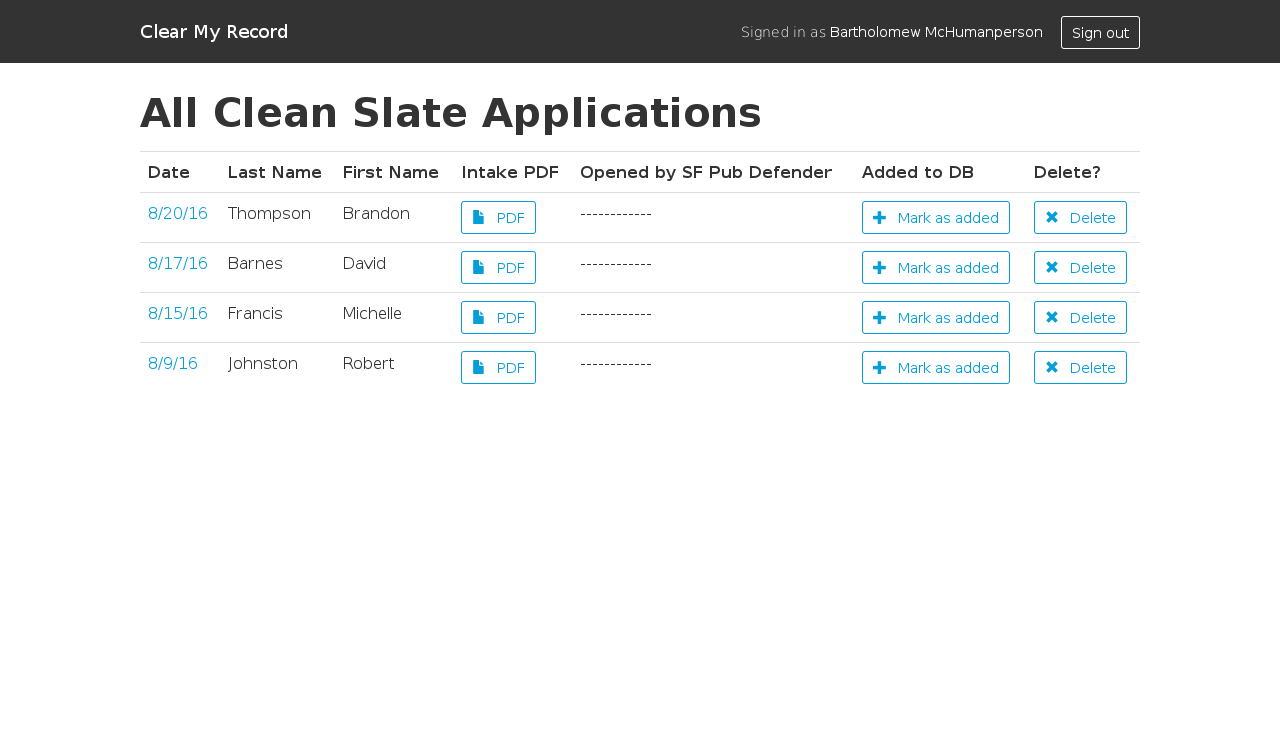 Clear My Record Signed in as Bartholomew McHumanperson Sign out
All Clean Slate Applications
Date Last Name First Name Intake PDF Opened by SF Pub Defender Added to DB Delete?
8/20/16 Thompson Brandon PDF ------------ Mark as added Delete
8/17/16 Barnes David PDF ------------ Mark as added Delete
8/15/16 Francis Michelle PDF ------------ Mark as added Delete
8/9/16 Johnston Robert PDF ------------ Mark as added Delete